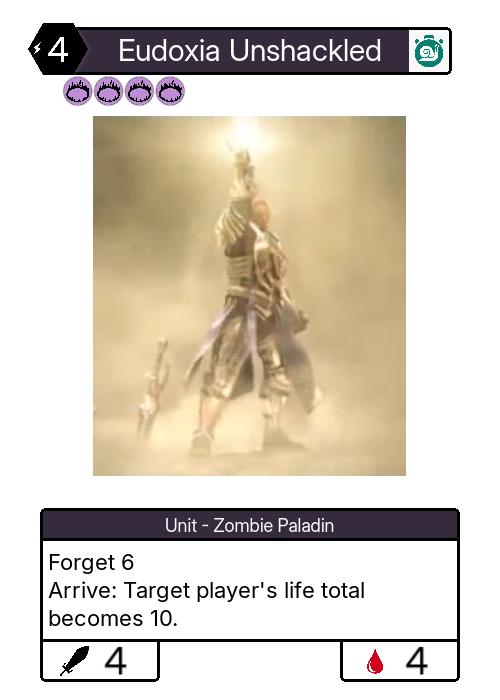 4
Eudoxia Unshackled
Unit - Zombie Paladin
Forget 6
Arrive: Target player's life total
becomes 10.
4
4